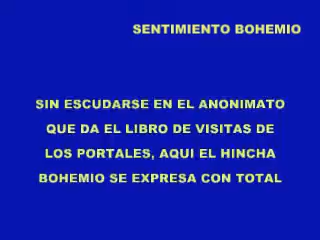 SENTIMIENTO BOHEMIO
SIN ESCUDARSE EN EL ANONIMATO
QUE DA EL LIBRO DE VISITAS DE
LOS PORTALES, AQUI EL HINCHA
BOHEMIO SE EXPRESA CON TOTAL